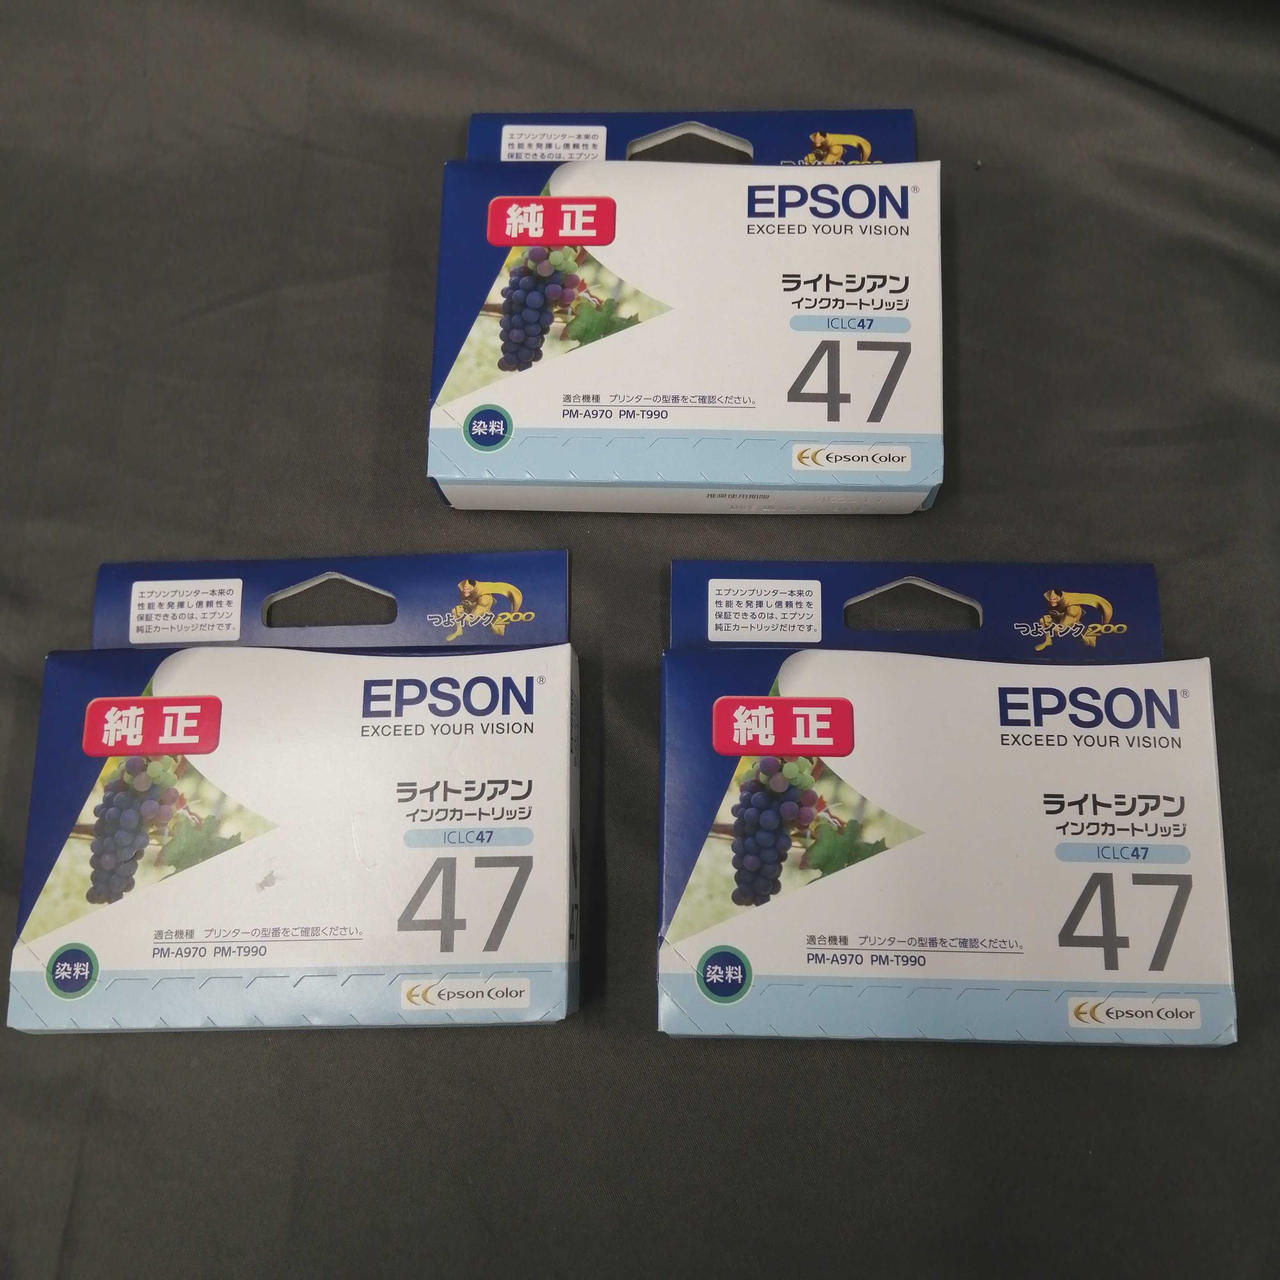 エプソンプリンター本来の
性能を発揮し信頼性を
保証できるのは、エプソン
つよインク200
純正
EPSON®
EXCEED YOUR VISION
ライトシアン
インクカートリッジ
ICLC47
47
適合機種 プリンターの型番をご確認ください。
PM-A970 PM-T990
染料
Epson Color
推奨使用期限
エプソンプリンター本来の
性能を発揮し信頼性を
保証できるのは、エプソン
純正カートリッジだけです。
つよインク200
純正
EPSON®
EXCEED YOUR VISION
ライトシアン
インクカートリッジ
ICLC47
47
適合機種 プリンターの型番をご確認ください。
PM-A970 PM-T990
染料
Epson Color
エプソンプリンター本来の
性能を発揮し信頼性を
保証できるのは、エプソン
純正カートリッジだけです。
つよインク200
純正
EPSON®
EXCEED YOUR VISION
ライトシアン
インクカートリッジ
ICLC47
47
適合機種 プリンターの型番をご確認ください。
PM-A970 PM-T990
染料
Epson Color